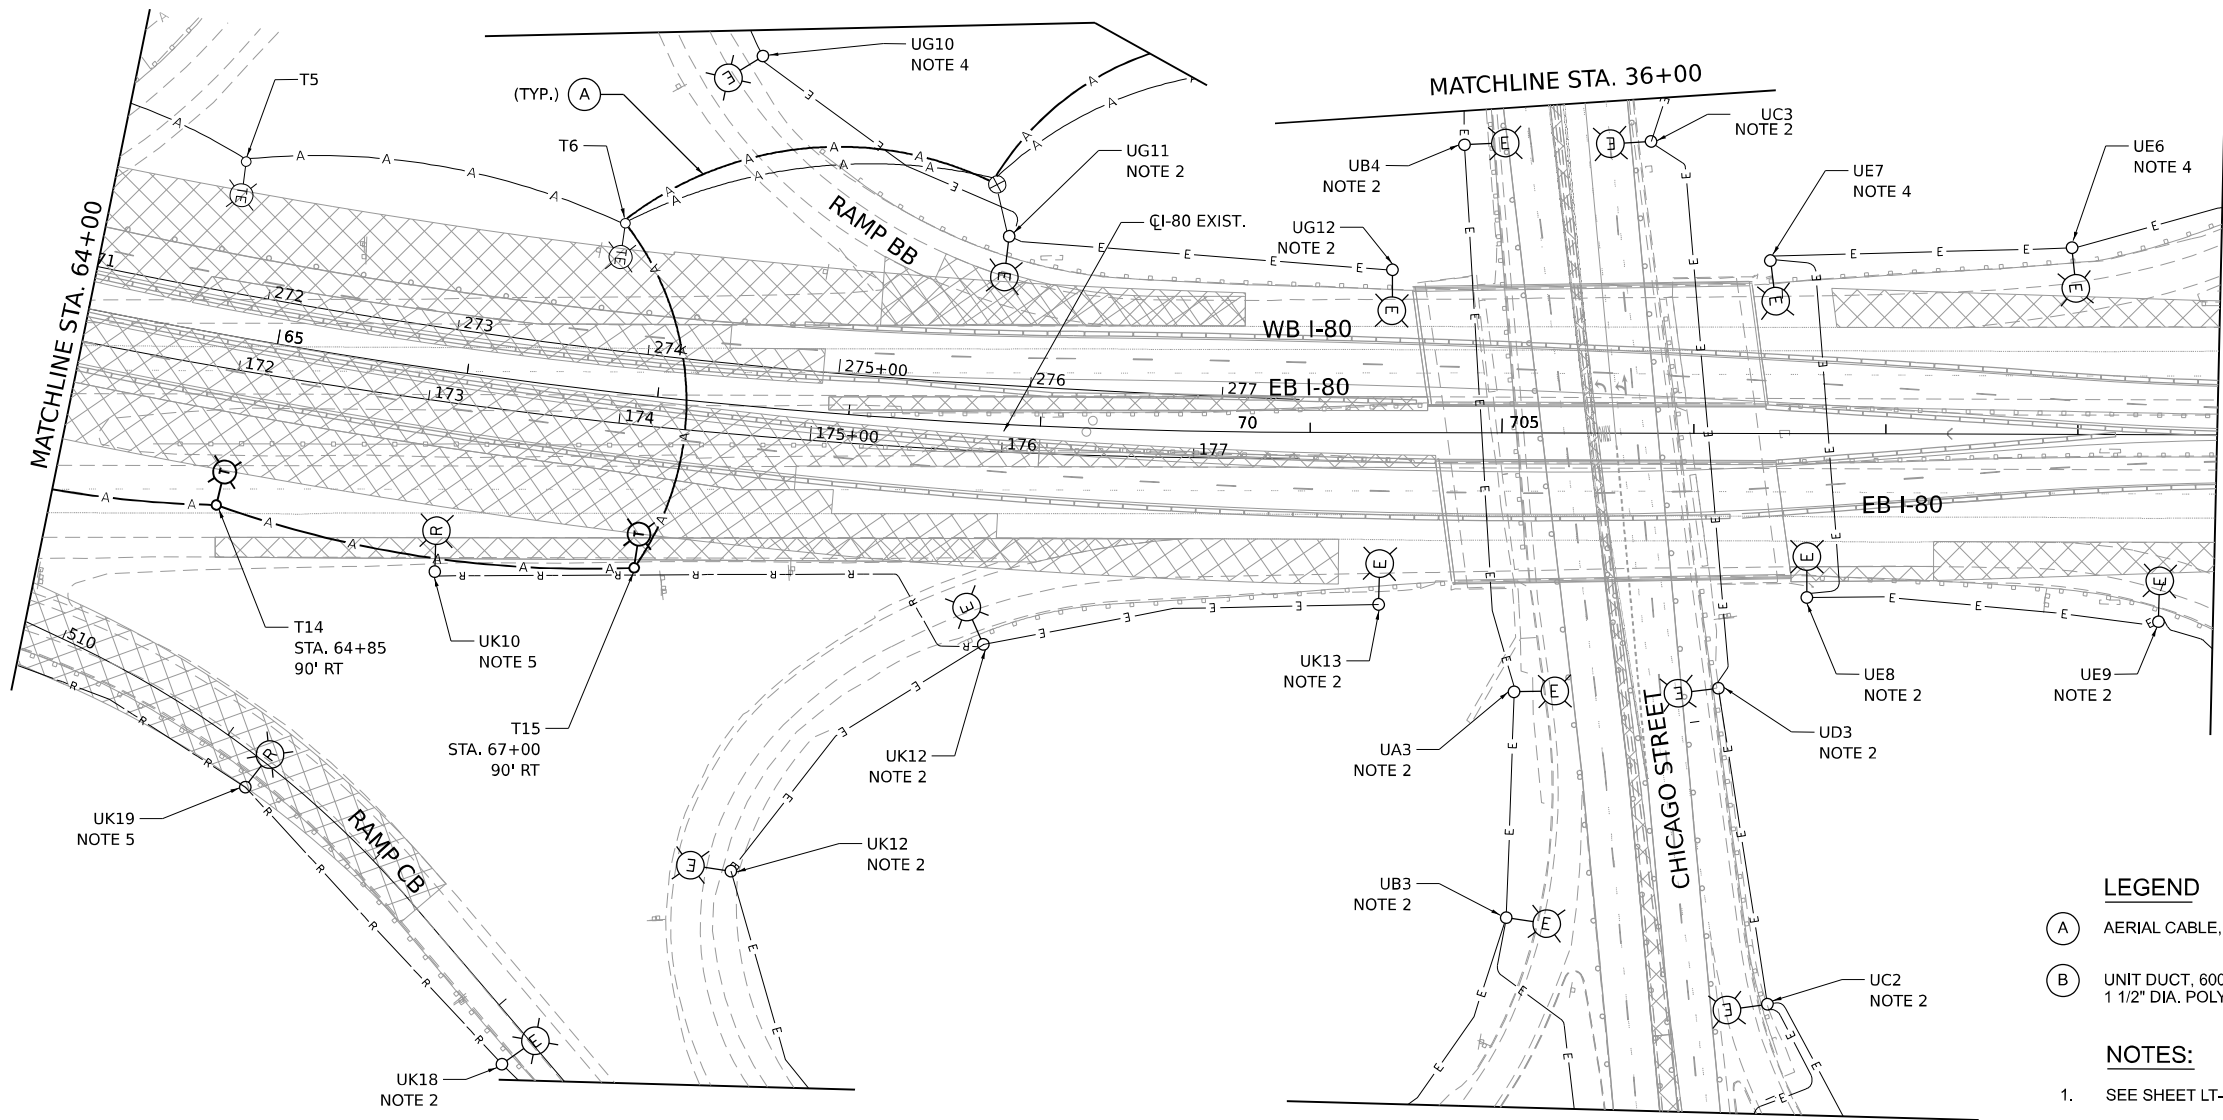 UG10
NOTE 4
T5
(TYP.) A
MATCHLINE STA. 36+00
UC3
NOTE 2
T6
UG11
NOTE 2
UB4
NOTE 2
UE7
NOTE 4
UE6
NOTE 4
RAMP BB
℄I-80 EXIST.
UG12
NOTE 2
MATCHLINE STA. 64+00
71
272
273
274
275+00
276
277
WB I-80
EB I-80
65
70
705
172
173
174
175+00
176
177
EB I-80
T14
STA. 64+85
90' RT
UK10
NOTE 5
T15
STA. 67+00
90' RT
UK12
NOTE 2
UK13
NOTE 2
UE8
NOTE 2
UE9
NOTE 2
510
UA3
NOTE 2
UD3
NOTE 2
CHICAGO STREET
UK19
NOTE 5
RAMP CB
UK12
NOTE 2
UB3
NOTE 2
UC2
NOTE 2
UK18
NOTE 2
LEGEND
A AERIAL CABLE,
B UNIT DUCT, 600
1 1/2" DIA. POLY
NOTES:
1. SEE SHEET LT-